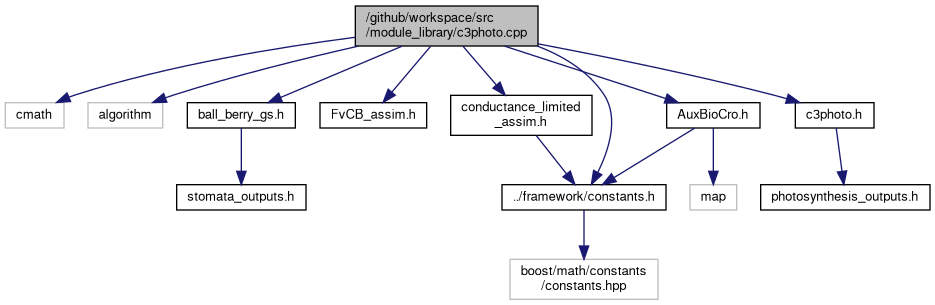 /github/workspace/src
/module_library/c3photo.cpp
cmath
algorithm
ball_berry_gs.h
FvCB_assim.h
conductance_limited
_assim.h
AuxBioCro.h
c3photo.h
stomata_outputs.h
../framework/constants.h
map
photosynthesis_outputs.h
boost/math/constants
/constants.hpp